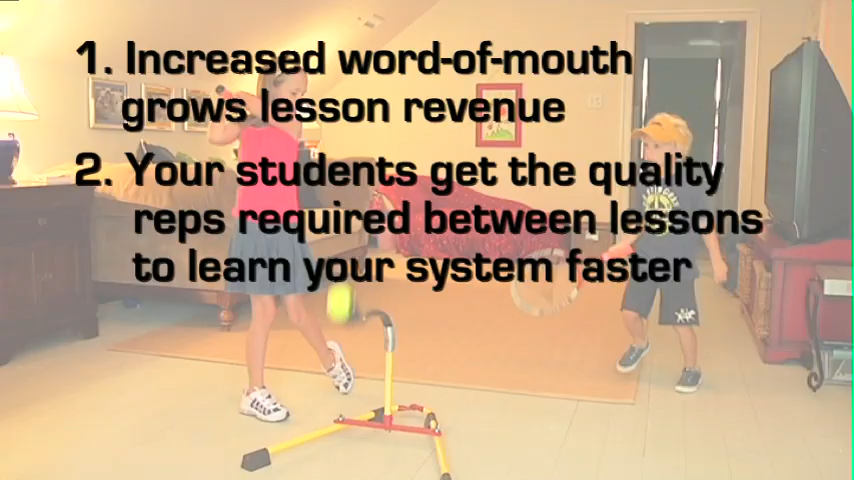 1. Increased word-of-mouth
grows lesson revenue
2. Your students get the quality
reps required between lessons
to learn your system faster